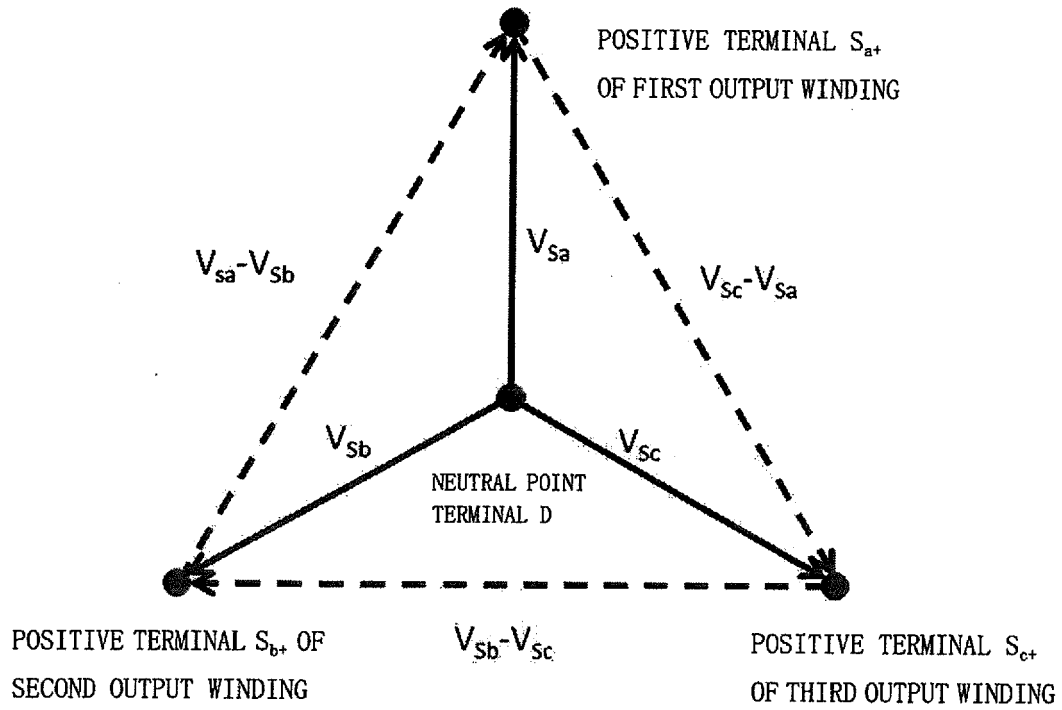 POSITIVE TERMINAL Sa+
OF FIRST OUTPUT WINDING
Vsa-VSb
VSa
VSc-VSa
VSb
VSc
NEUTRAL POINT
TERMINAL D
POSITIVE TERMINAL Sb+ OF
SECOND OUTPUT WINDING
VSb-VSc
POSITIVE TERMINAL Sc+
OF THIRD OUTPUT WINDING